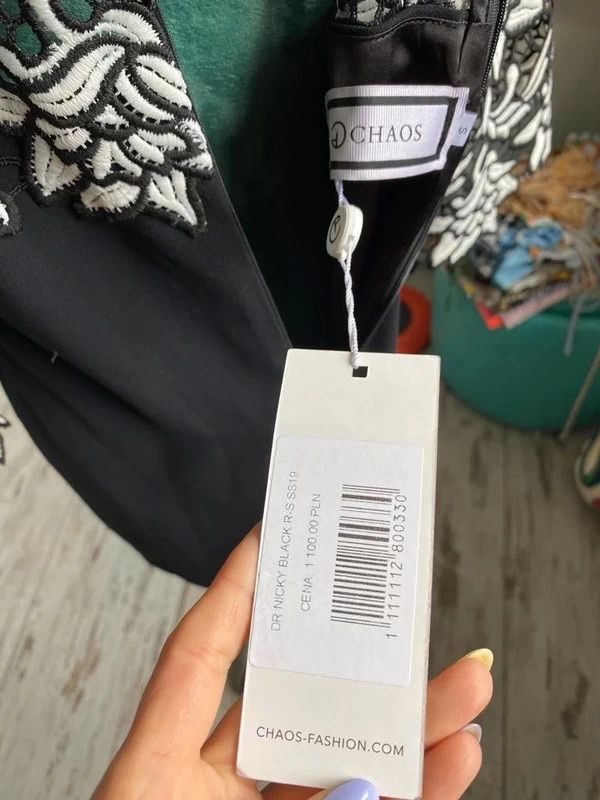 CHAOS
S
DR NICKY BLACK R-S SS19
CENA: 1 100.00 PLN
1 111112 800330
CHAOS-FASHION.COM